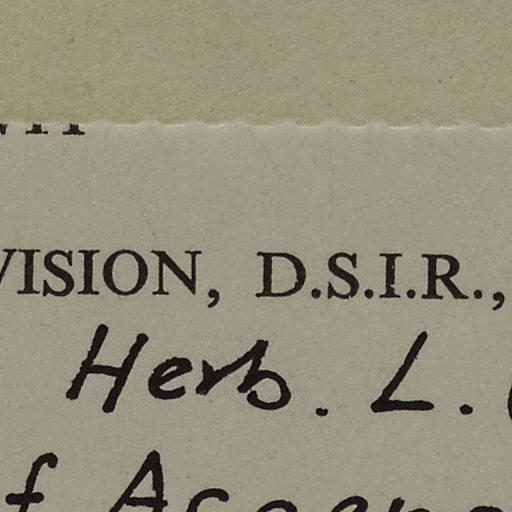 VISION, D.S.I.R.,
Herb. L.
f